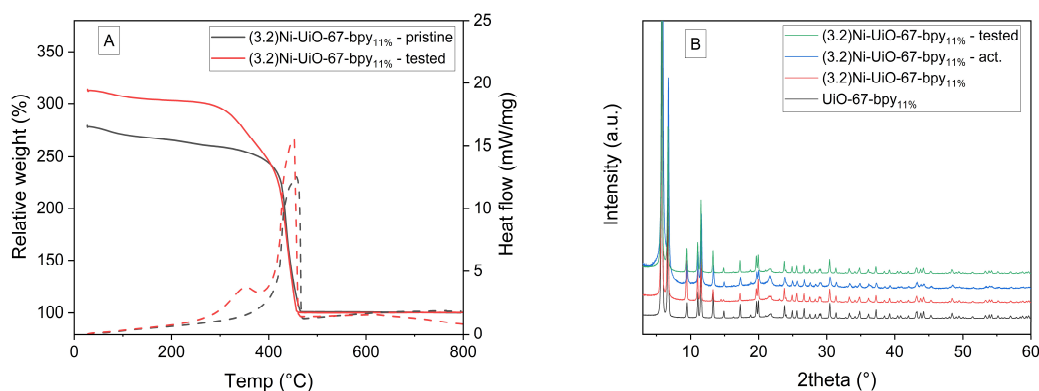 A
(3.2)Ni-UiO-67-bpy11% - pristine
(3.2)Ni-UiO-67-bpy11% - tested
Relative weight (%)
350
300
250
200
150
100
25
20
15
10
5
0
Heat flow (mW/mg)
0 200 400 600 800
Temp (°C)
B
(3.2)Ni-UiO-67-bpy11% - tested
(3.2)Ni-UiO-67-bpy11% - act.
(3.2)Ni-UiO-67-bpy11%
UiO-67-bpy11%
Intensity (a.u.)
10 20 30 40 50 60
2theta (°)